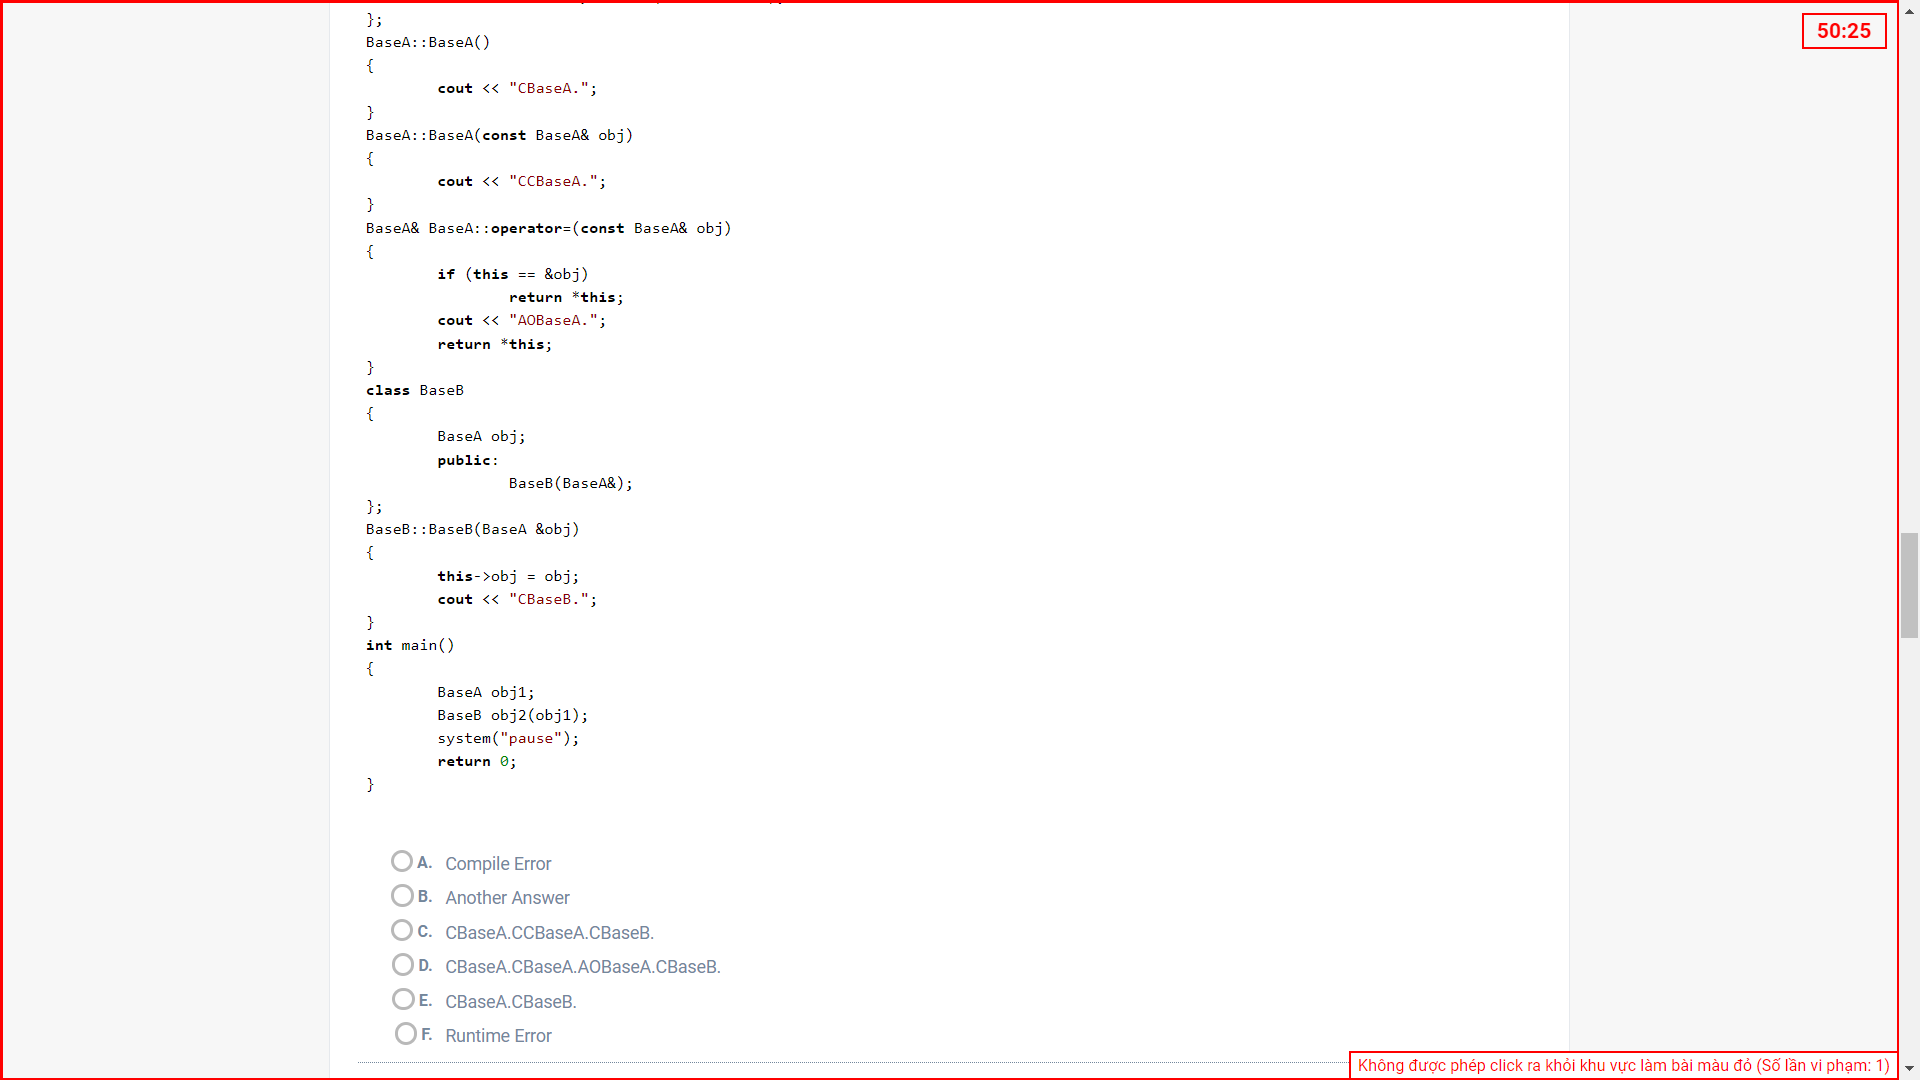 };
BaseA::BaseA()
{
cout << "CBaseA.";
}
BaseA::BaseA(const BaseA& obj)
{
cout << "CCBaseA.";
}
BaseA& BaseA::operator=(const BaseA& obj)
{
if (this == &obj)
return *this;
cout << "AOBaseA.";
return *this;
}
class BaseB
{
BaseA obj;
public:
BaseB(BaseA&);
};
BaseB::BaseB(BaseA &obj)
{
this->obj = obj;
cout << "CBaseB.";
}
int main()
{
BaseA obj1;
BaseB obj2(obj1);
system("pause");
return 0;
}
A. Compile Error
B. Another Answer
C. CBaseA.CCBaseA.CBaseB.
D. CBaseA.CBaseA.AOBaseA.CBaseB.
E. CBaseA.CBaseB.
F. Runtime Error
50:25
Không được phép click ra khỏi khu vực làm bài màu đỏ (Số lần vi phạm: 1)